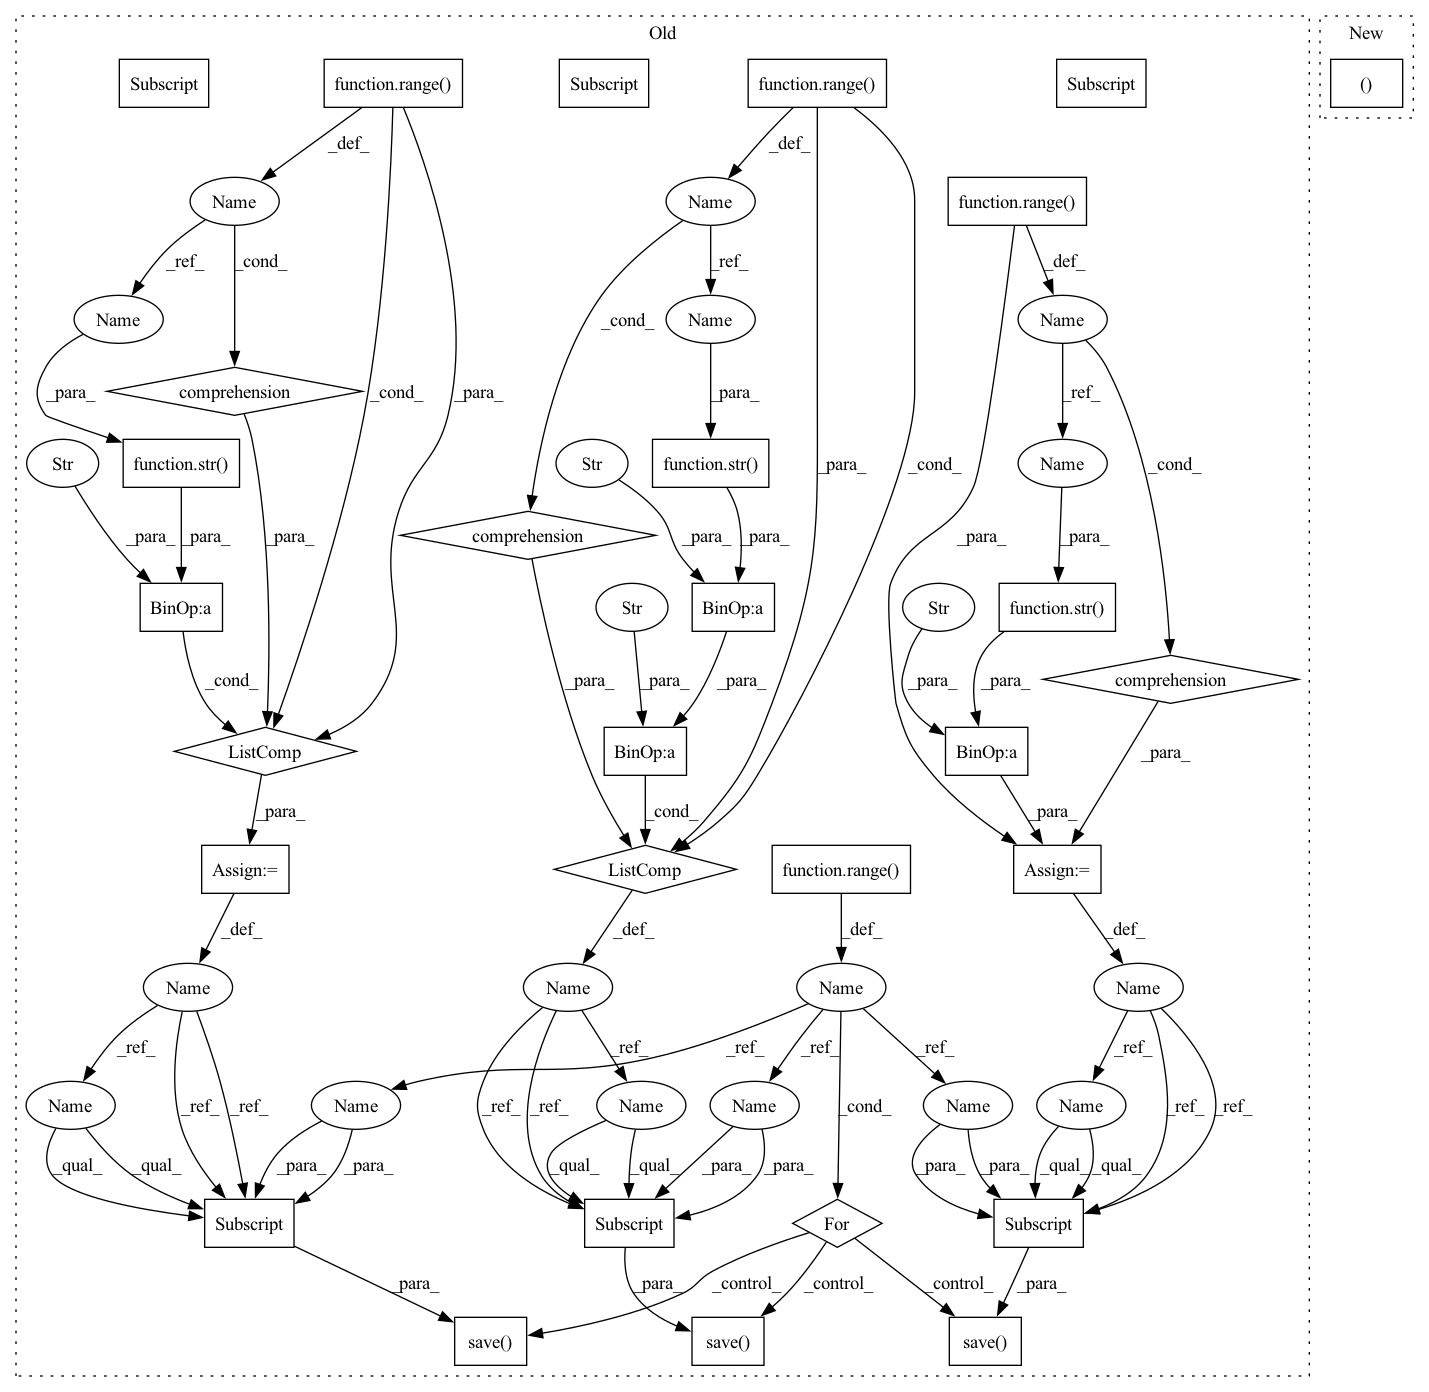 Old
New
Subscript
function.range()
Subscript
function.range()
Subscript
()
_def_
_def_
Name
Name
function.range()
_ref_
_cond_
_ref_
_def_
Name
_cond_
Name
Name
_para_
comprehension
_cond_
_para_
_para_
_para_
_cond_
_ref_
Str
function.str()
Str
function.str()
Name
_cond_
_para_
_para_
_para_
comprehension
_para_
_para_
_para_
_para_
BinOp:a
Str
BinOp:a
Str
function.str()
_cond_
_para_
_para_
_para_
_para_
_para_
comprehension
ListComp
BinOp:a
BinOp:a
_para_
_para_
_cond_
_para_
Assign:=
ListComp
function.range()
Assign:=
_def_
_def_
_def_
_def_
Name
Name
Name
Name
_ref_
_ref_
_ref_
_ref_
_ref_
_ref_
Name
_ref_
_ref_
Name
_ref_
_ref_
Name
Name
_cond_
Name
Name
_ref_
_ref_
_qual_
_qual_
_para_
_para_
_qual_
_qual_
_para_
_para_
_para_
_para_
_qual_
_qual_
Subscript
Subscript
For
Subscript
_para_
_para_
_control_
_control_
_control_
_para_
save()
save()
save()